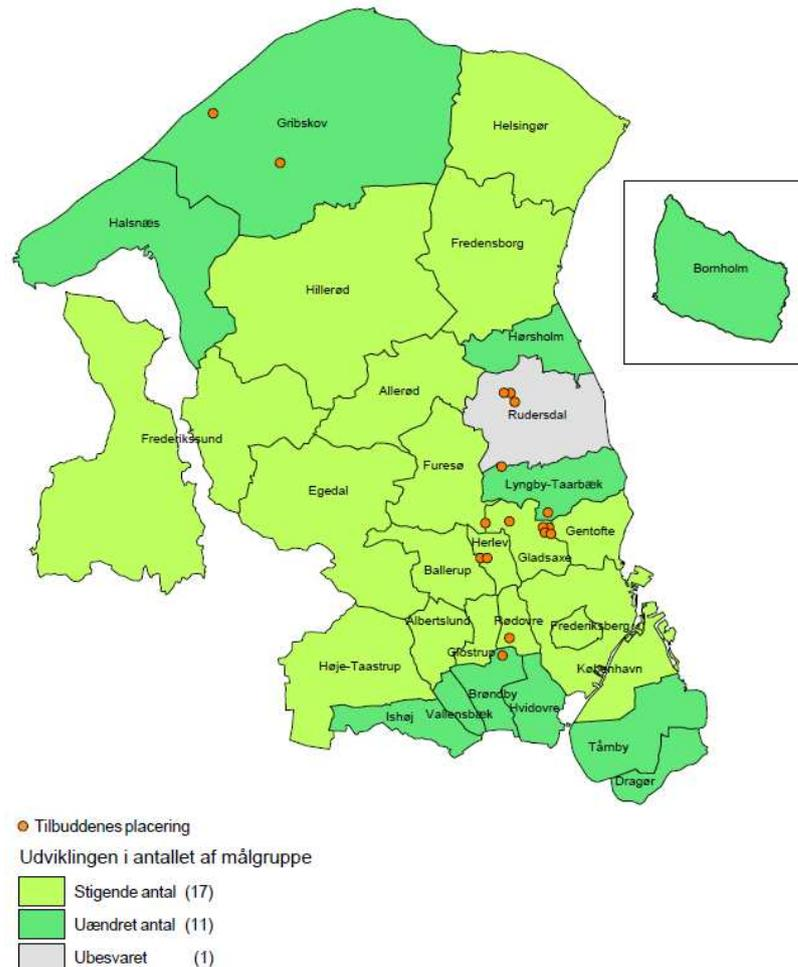 Helsingør
Gribskov
Halsnæs
Fredensborg
Bornholm
Hillerød
Hørsholm
Allerød
Rudersdal
Frederikssund
Furesø
Egedal
Lyngby-Taarbæk
Gentofte
Herlev
Gladsaxe
Ballerup
Albertslund
Rødovre
Frederiksberg
Glostrup
Høje-Taastrup
København
Brøndby
Hvidovre
Vallensbæk
Ishøj
Tårnby
Dragør
Tilbuddenes placering
Udviklingen i antallet af målgruppe
Stigende antal (17)
Uændret antal (11)
Ubesvaret (1)